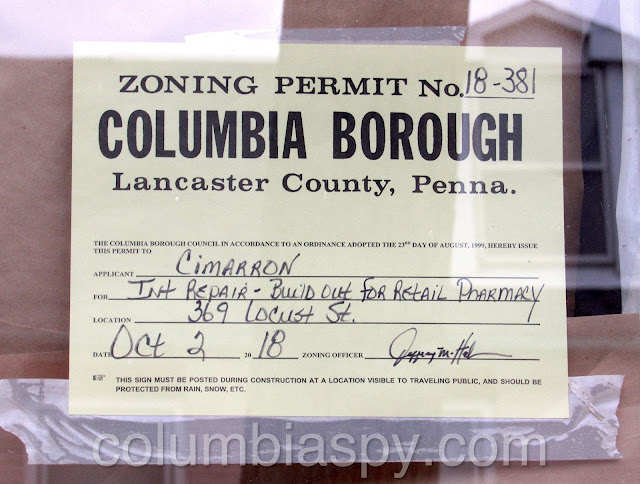 ZONING PERMIT No. 18-381
COLUMBIA BOROUGH
Lancaster County, Penna.
THE COLUMBIA BOROUGH COUNCIL IN ACCORDANCE TO AN ORDINANCE ADOPTED THE 23RD DAY OF AUGUST, 1999, HEREBY ISSUE
THIS PERMIT TO
APPLICANT CIMARRON
FOR INT REPAIR - BUILD OUT FOR RETAIL PHARMACY
LOCATION 369 LOCUST ST.
DATE Oct 2 2018 ZONING OFFICER
THIS SIGN MUST BE POSTED DURING CONSTRUCTION AT A LOCATION VISIBLE TO TRAVELING PUBLIC, AND SHOULD BE
PROTECTED FROM RAIN, SNOW, ETC.
columbiaspy.com